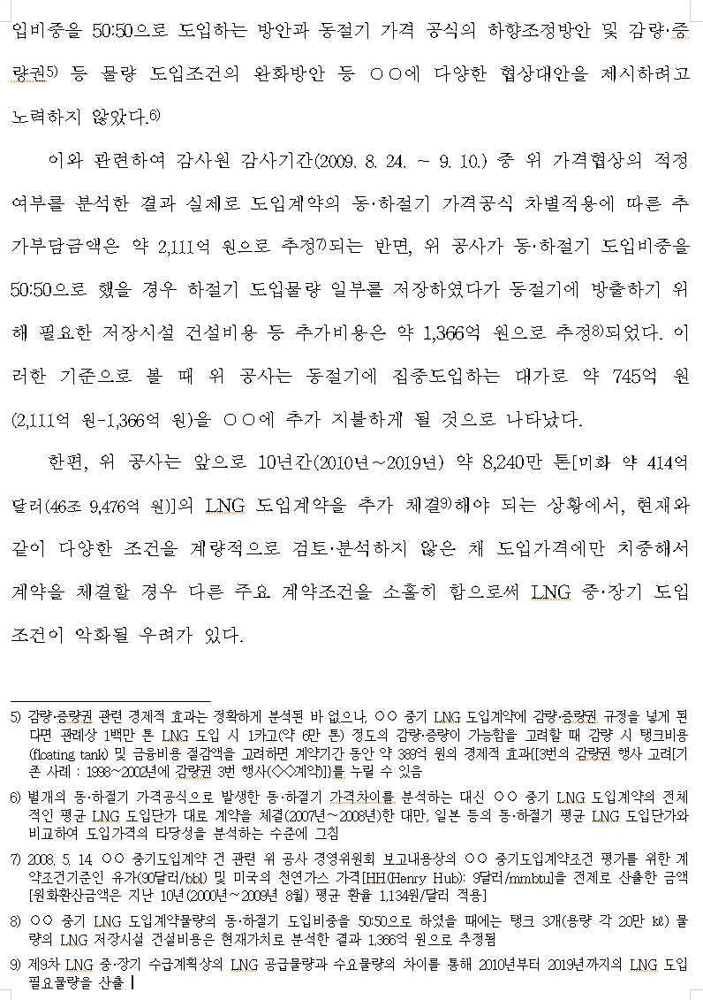 입비중을 50:50으로 도입하는 방안과 동절기 가격 공식의 하향조정방안 및 감량·증
량권5) 등 물량 도입조건의 완화방안 등 ○○에 다양한 협상대안을 제시하려고
노력하지 않았다.6)
이와 관련하여 감사원 감사기간(2009. 8. 24. ~ 9. 10.) 중 위 가격협상의 적정
여부를 분석한 결과 실제로 도입계약의 동·하절기 가격공식 차별적용에 따른 추
가부담금액은 약 2,111억 원으로 추정7)되는 반면, 위 공사가 동·하절기 도입비중을
50:50으로 했을 경우 하절기 도입물량 일부를 저장하였다가 동절기에 방출하기 위
해 필요한 저장시설 건설비용 등 추가비용은 약 1,366억 원으로 추정8)되었다. 이
러한 기준으로 볼 때 위 공사는 동절기에 집중도입하는 대가로 약 745억 원
(2,111억 원-1,366억 원)을 ○○에 추가 지불하게 될 것으로 나타났다.
한편, 위 공사는 앞으로 10년간(2010년~2019년) 약 8,240만 톤[미화 약 414억
달러(46조 9,476억 원)]의 LNG 도입계약을 추가 체결9)해야 되는 상황에서, 현재와
같이 다양한 조건을 계량적으로 검토·분석하지 않은 채 도입가격에만 치중해서
계약을 체결할 경우 다른 주요 계약조건을 소홀히 함으로써 LNG 중·장기 도입
조건이 악화될 우려가 있다.
5) 감량·증량권 관련 경제적 효과는 정확하게 분석된 바 없으나, ○○ 중기 LNG 도입계약에 감량·증량권 규정을 넣게 된
다면 관례상 1백만 톤 LNG 도입 시 1카고(약 6만 톤) 정도의 감량·증량이 가능함을 고려할 때 감량 시 탱크비용
(floating tank) 및 금융비용 절감액을 고려하면 계약기간 동안 약 389억 원의 경제적 효과{[3번의 감량권 행사 고려[기
존 사례 : 1998~2002년에 감량권 3번 행사(◇◇계약)]}를 누릴 수 있음
6) 별개의 동·하절기 가격공식으로 발생한 동·하절기 가격차이를 분석하는 대신 ○○ 중기 LNG 도입계약의 전체
적인 평균 LNG 도입단가 대로 계약을 체결(2007년~2008년)한 대만, 일본 등의 동·하절기 평균 LNG 도입단가와
비교하여 도입가격의 타당성을 분석하는 수준에 그침
7) 2008. 5. 14. ○○ 중기도입계약 건 관련 위 공사 경영위원회 보고내용상의 ○○ 중기도입계약조건 평가를 위한 계
약조건기준인 유가(90달러/bbl) 및 미국의 천연가스 가격[HH(Henry Hub): 9달러/mmbtu]을 전제로 산출한 금액
[원화환산금액은 지난 10년(2000년~2009년 8월) 평균 환율 1,134원/달러 적용]
8) ○○ 중기 LNG 도입계약물량의 동·하절기 도입비중을 50:50으로 하였을 때에는 탱크 3개(용량 각 20만 ㎘) 물
량의 LNG 저장시설 건설비용은 현재가치로 분석한 결과 1,366억 원으로 추정됨
9) 제9차 LNG 중·장기 수급계획상의 LNG 공급물량과 수요물량의 차이를 통해 2010년부터 2019년까지의 LNG 도입
필요물량을 산출